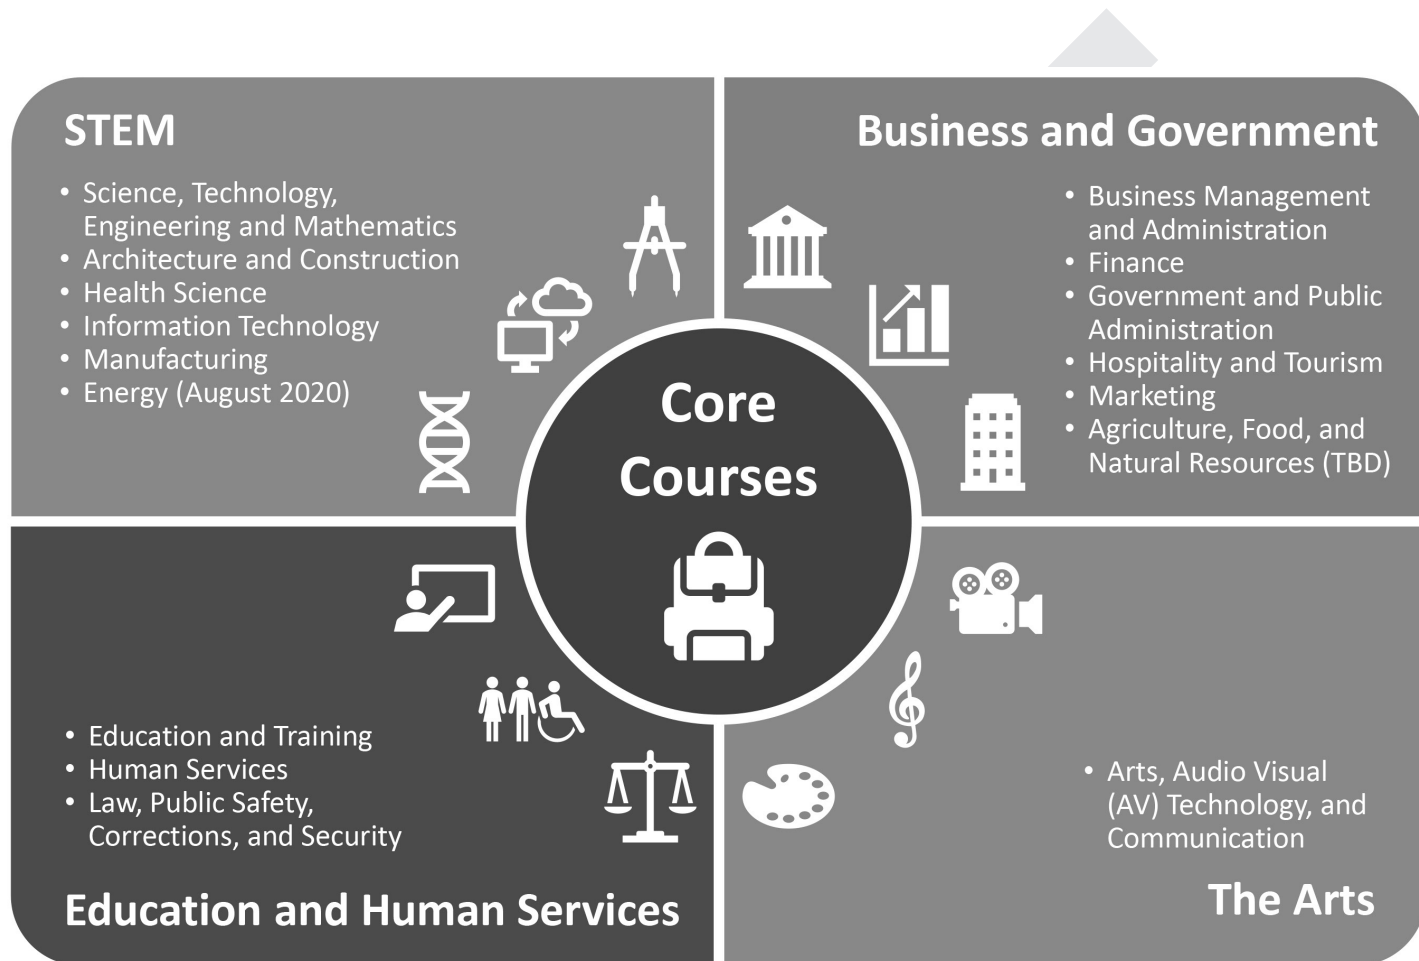 STEM
• Science, Technology,
Engineering and Mathematics
• Architecture and Construction
• Health Science
• Information Technology
• Manufacturing
• Energy (August 2020)
Business and Government
• Business Management
and Administration
• Finance
• Government and Public
Administration
• Hospitality and Tourism
• Marketing
• Agriculture, Food, and
Natural Resources (TBD)
Core
Courses
• Education and Training
• Human Services
• Law, Public Safety,
Corrections, and Security
Education and Human Services
• Arts, Audio Visual
(AV) Technology, and
Communication
The Arts